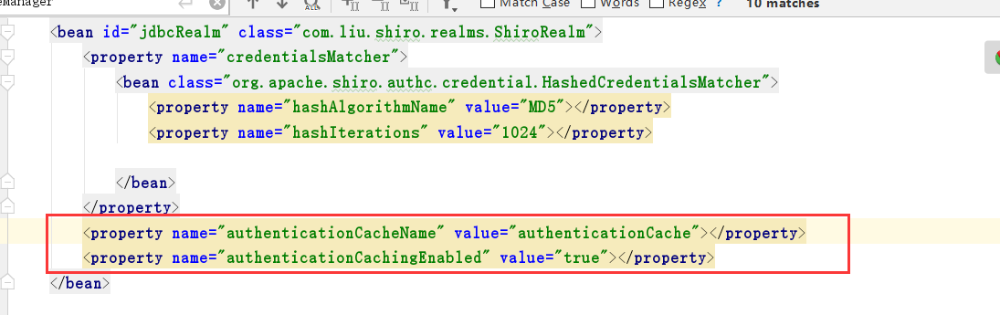 eManager Match Case Words Regex ? 10 matches
<bean id="jdbcRealm" class="com.liu.shiro.realms.ShiroRealm">
<property name="credentialsMatcher">
<bean class="org.apache.shiro.authc.credential.HashedCredentialsMatcher">
<property name="hashAlgorithmName" value="MD5"></property>
<property name="hashIterations" value="1024"></property>
</bean>
</property>
<property name="authenticationCacheName" value="authenticationCache"></property>
<property name="authenticationCachingEnabled" value="true"></property>
</bean>